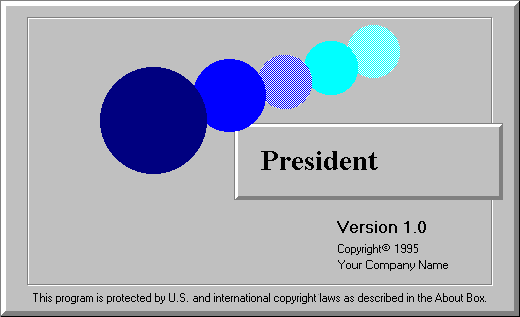 President
Version 1.0
Copyright© 1995
Your Company Name
This program is protected by U.S. and international copyright laws as described in the About Box.